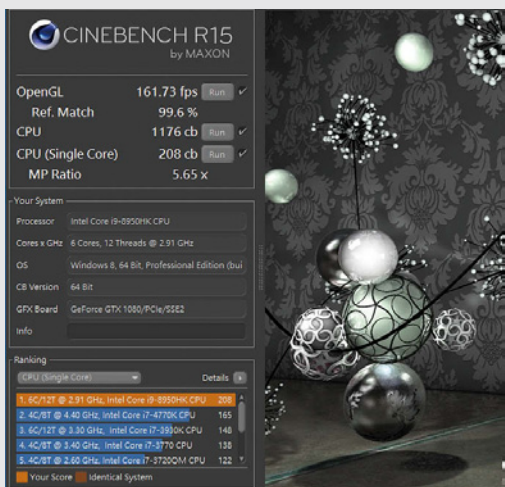 CINEBENCH R15
by MAXON
OpenGL 161.73 fps Run
Ref. Match 99.6 %
CPU 1176 cb Run
CPU (Single Core) 208 cb Run
MP Ratio 5.65 x
Your System
Processor Intel Core i9-8950HK CPU
Cores x GHz 6 Cores, 12 Threads @ 2.91 GHz
OS Windows 8, 64 Bit, Professional Edition (bui
CB Version 64 Bit
GFX Board GeForce GTX 1080/PCIe/SSE2
Info
Ranking
CPU (Single Core) Details
1. 6C/12T @ 2.91 GHz, Intel Core i9-8950HK CPU 208
2. 4C/8T @ 4.40 GHz, Intel Core i7-4770K CPU 165
3. 6C/12T @ 3.30 GHz, Intel Core i7-3930K CPU 148
4. 4C/8T @ 3.40 GHz, Intel Core i7-3770 CPU 138
5. 4C/8T @ 2.60 GHz, Intel Core i7-3720QM CPU 122
Your Score Identical System